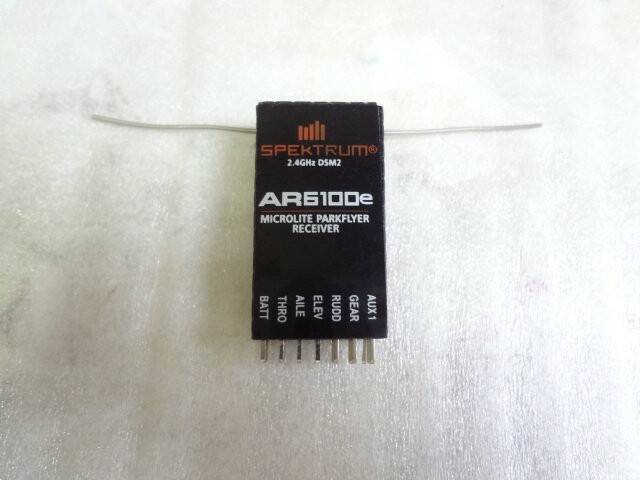 SPEKTRUM®
2.4GHz DSM2
AR6100e
MICROLITE PARKFLYER
RECEIVER
BATT
THRO
AILE
ELEV
RUDD
GEAR
AUX1